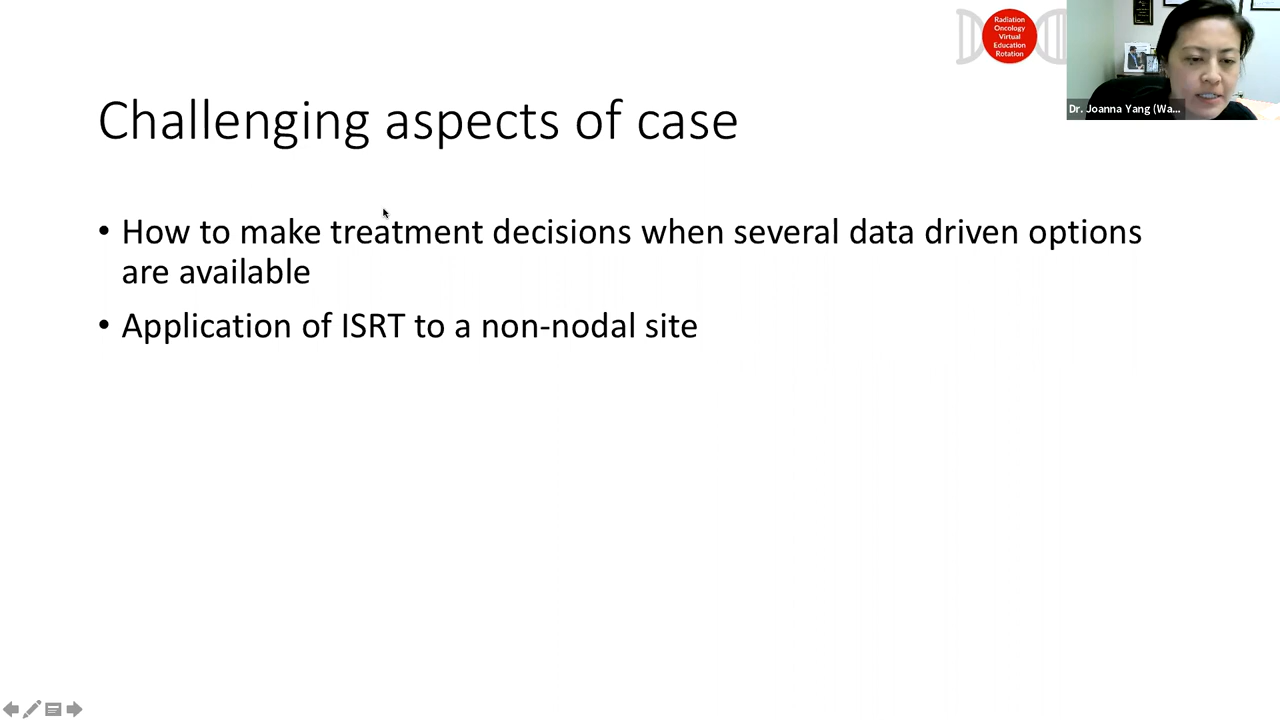 Radiation
Oncology
Virtual
Education
Rotation
Dr. Joanna Yang (Wa...
Challenging aspects of case
• How to make treatment decisions when several data driven options
are available
• Application of ISRT to a non-nodal site